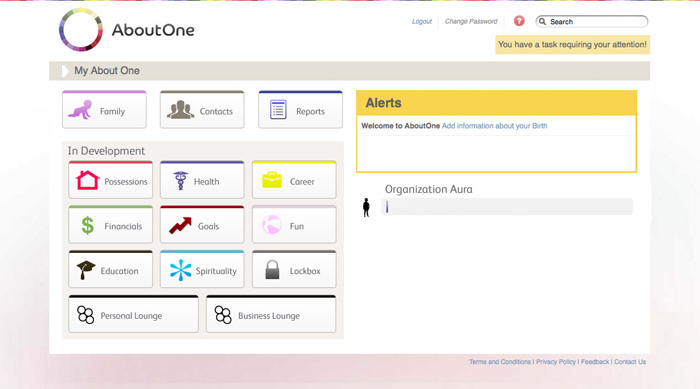 AboutOne
Logout Change Password ? Search
You have a task requiring your attention!
My About One
Family Contacts Reports
Alerts
Welcome to AboutOne Add information about your Birth
In Development
Possessions Health Career
Organization Aura
Financials Goals Fun
Education Spirituality Lockbox
Personal Lounge Business Lounge
Terms and Conditions | Privacy Policy | Feedback | Contact Us